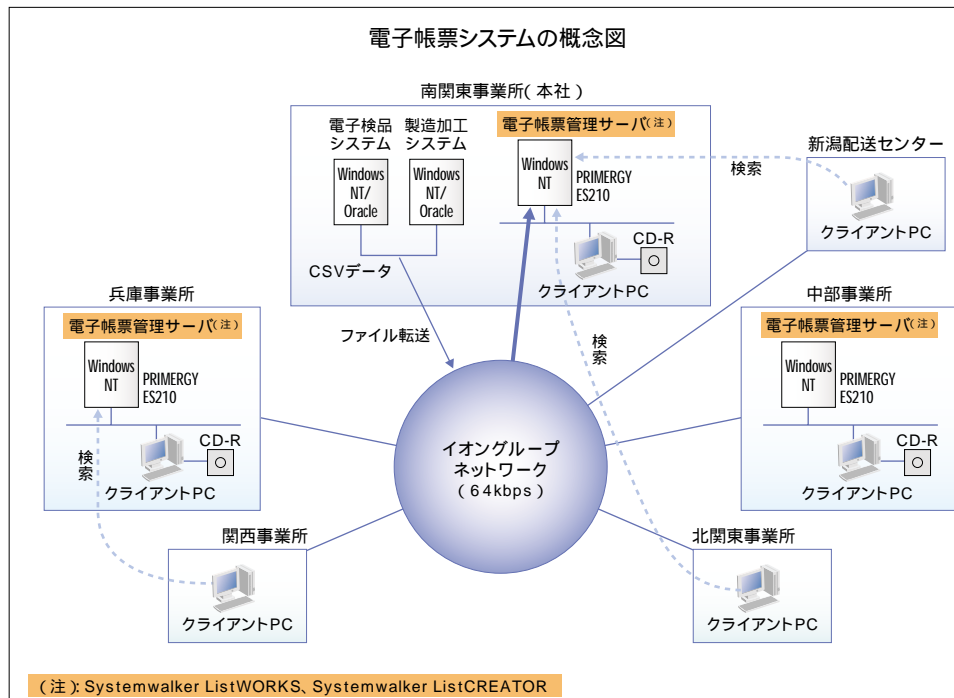 電子帳票システムの概念図
南関東事業所(本社)
電子検品
システム
製造加工
システム
電子帳票管理サーバ(注)
Windows
NT/
Oracle
Windows
NT/
Oracle
Windows
NT
PRIMERGY
ES210
CSVデータ
CD-R
クライアントPC
検索
新潟配送センター
クライアントPC
ファイル転送
検索
兵庫事業所
電子帳票管理サーバ(注)
Windows
NT
PRIMERGY
ES210
CD-R
クライアントPC
検索
中部事業所
電子帳票管理サーバ(注)
Windows
NT
PRIMERGY
ES210
CD-R
クライアントPC
イオングループ
ネットワーク
(64kbps)
関西事業所
クライアントPC
北関東事業所
クライアントPC
(注): Systemwalker ListWORKS、Systemwalker ListCREATOR